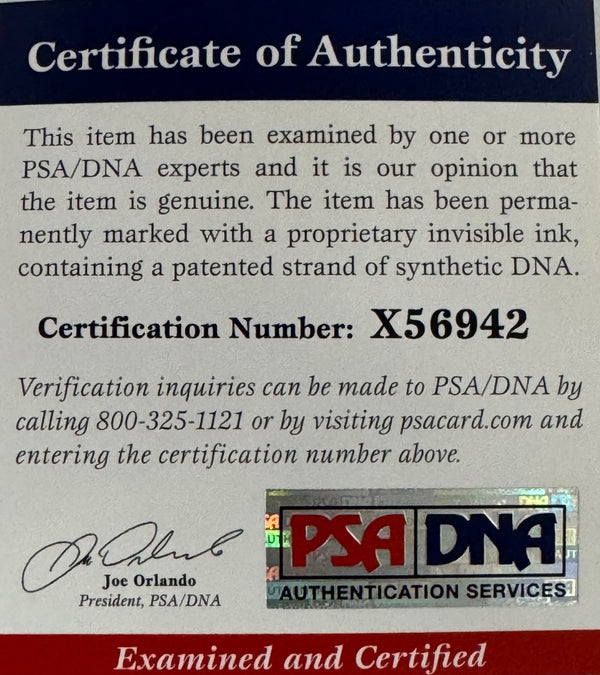 Certificate of Authenticity
This item has been examined by one or more
PSA/DNA experts and it is our opinion that
the item is genuine. The item has been perma-
nently marked with a proprietary invisible ink,
containing a patented strand of synthetic DNA.
Certification Number: X56942
Verification inquiries can be made to PSA/DNA by
calling 800-325-1121 or by visiting psacard.com and
entering the certification number above.
Joe Orlando
President, PSA/DNA
PSA DNA
AUTHENTICATION SERVICES
Examined and Certified